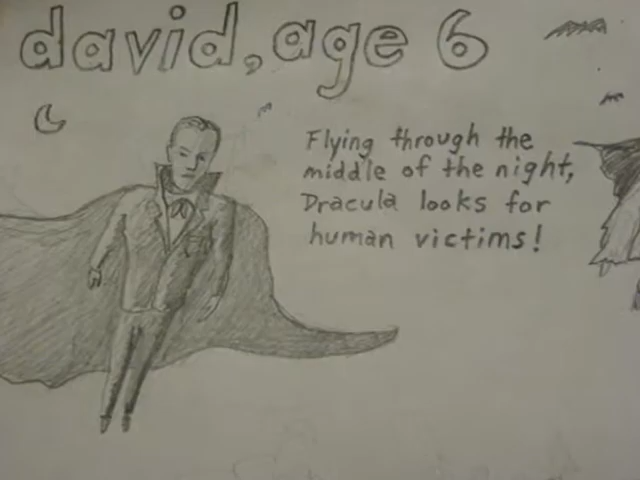 david, age 6
Flying through the
middle of the night,
Dracula looks for
human victims!